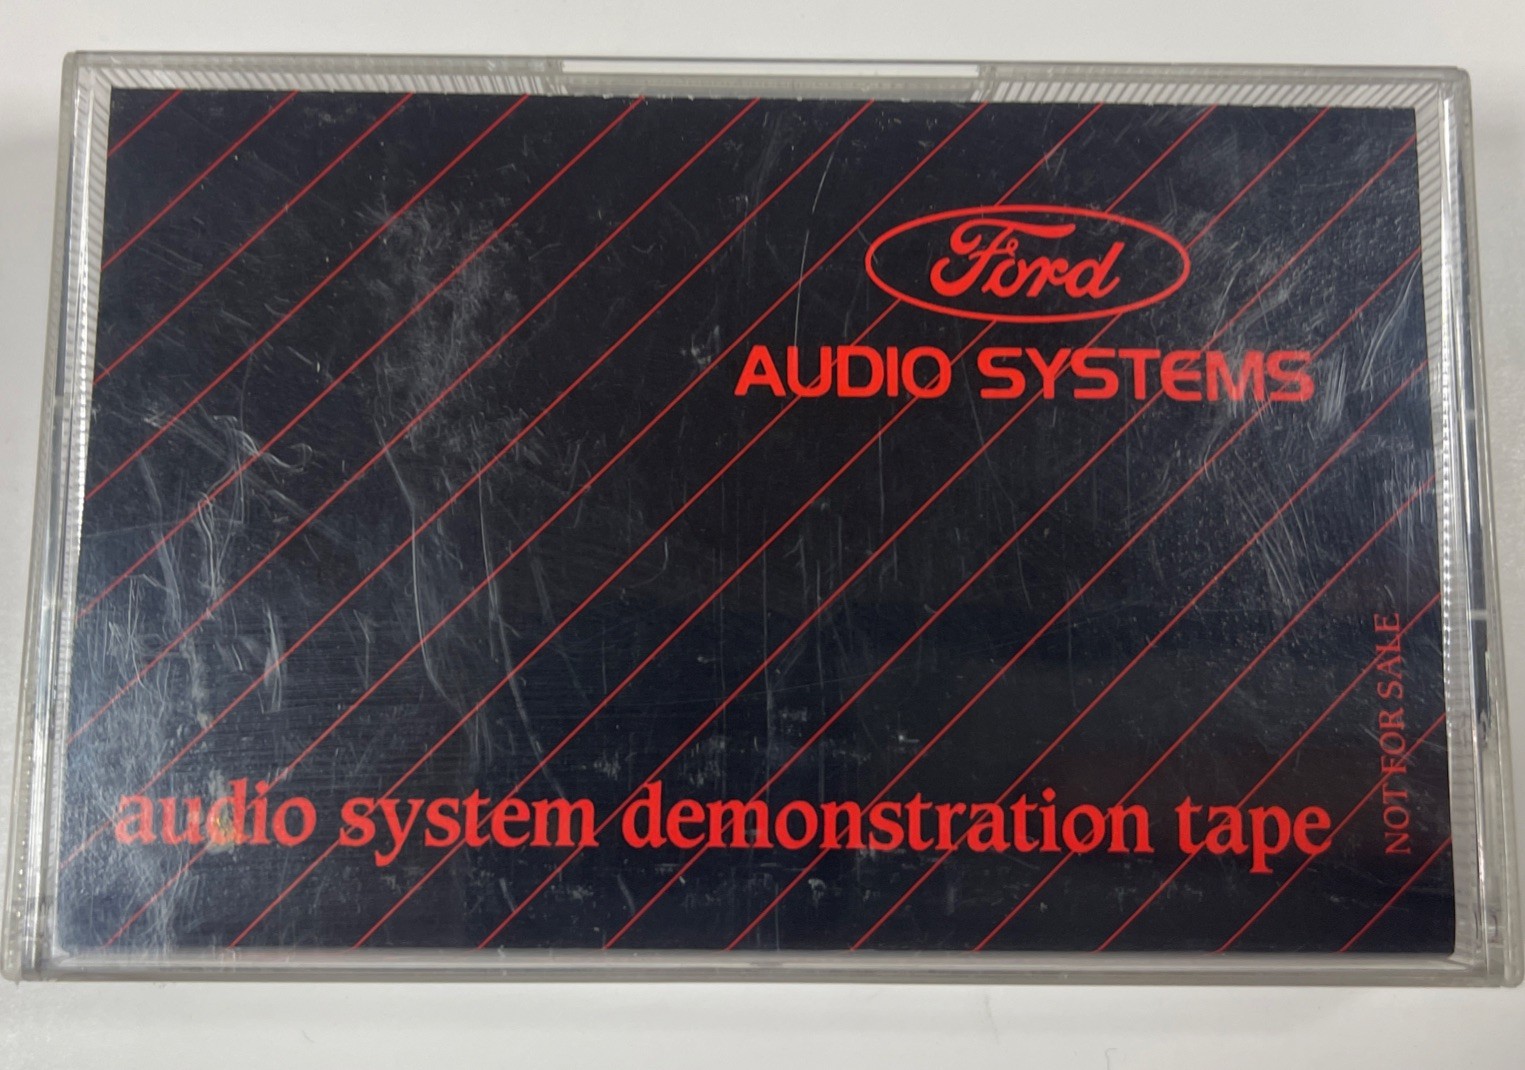 Ford
AUDIO SYSTEMS
audio system demonstration tape
NOT FOR SALE